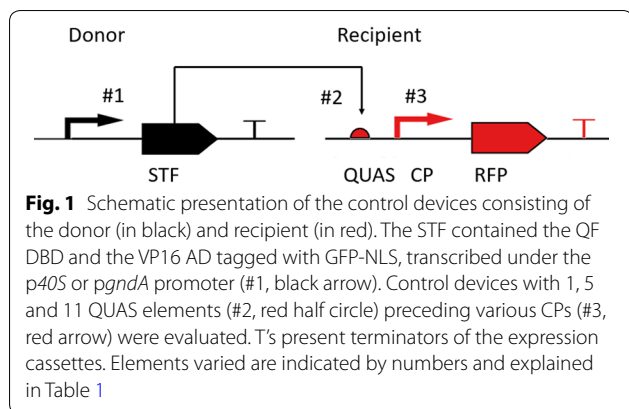 Donor
Recipient
#1
#2
#3
STF
QUAS
CP
RFP
Fig. 1 Schematic presentation of the control devices consisting of
the donor (in black) and recipient (in red). The STF contained the QF
DBD and the VP16 AD tagged with GFP-NLS, transcribed under the
p40S or pgndA promoter (#1, black arrow). Control devices with 1, 5
and 11 QUAS elements (#2, red half circle) preceding various CPs (#3,
red arrow) were evaluated. T's present terminators of the expression
cassettes. Elements varied are indicated by numbers and explained
in Table 1